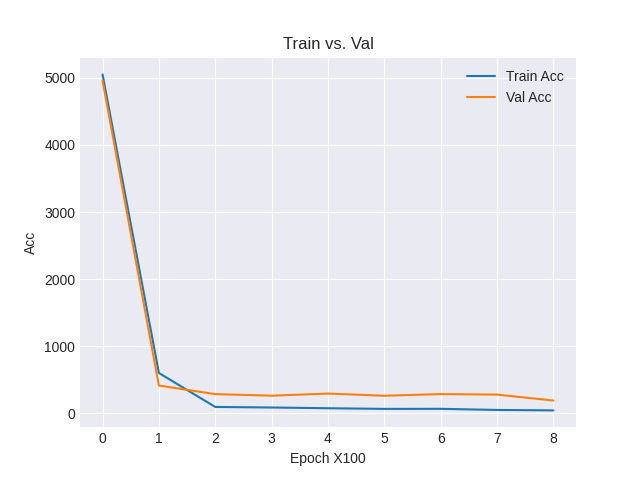 Train vs. Val
Train Acc
Val Acc
5000
4000
3000
2000
1000
0
Acc
0 1 2 3 4 5 6 7 8
Epoch X100